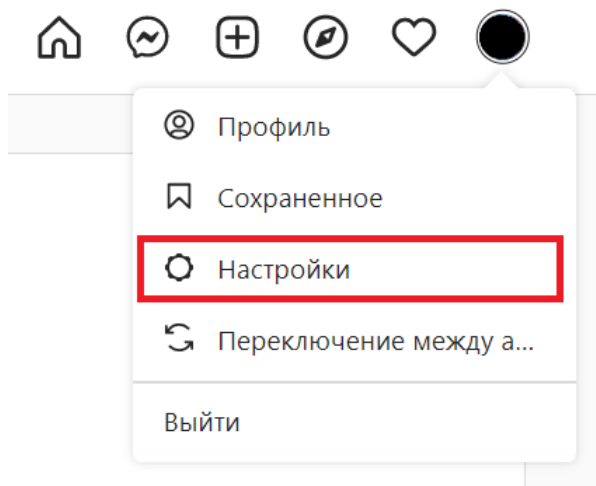 Профиль
Сохраненное
Настройки
Переключение между а...
Выйти